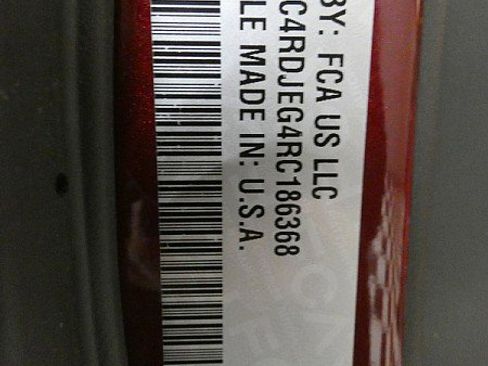 BY: FCA US LLC
C4RDJEG4RC186368
LE MADE IN: U.S.A.